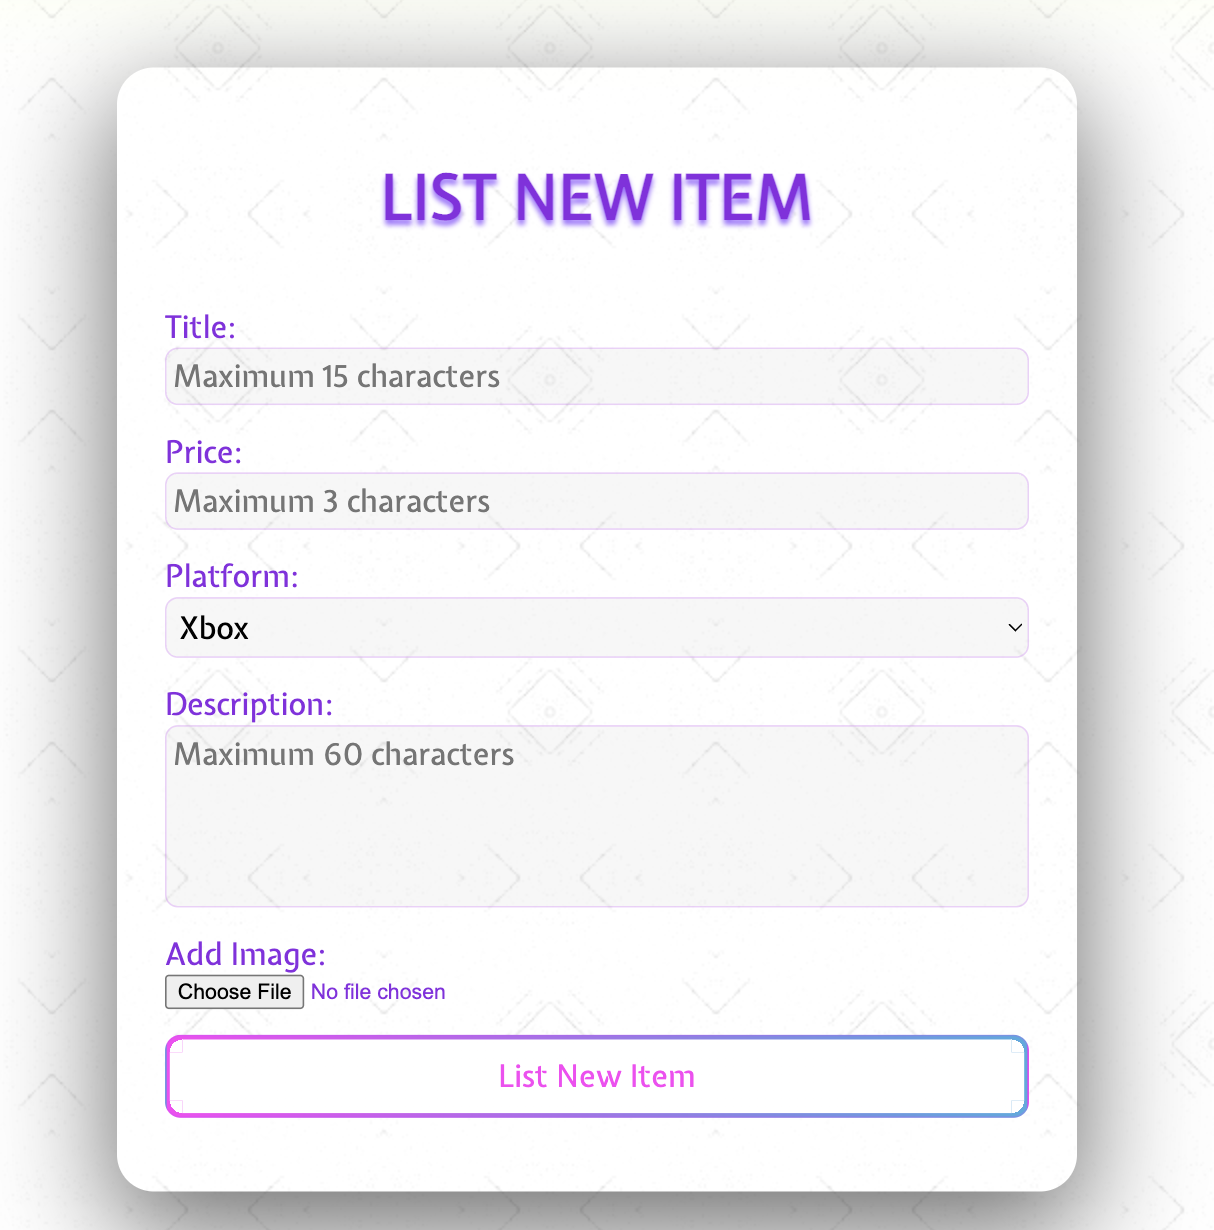 LIST NEW ITEM
Title:
Maximum 15 characters
Price:
Maximum 3 characters
Platform:
Xbox
Description:
Maximum 60 characters
Add Image:
Choose File No file chosen
List New Item